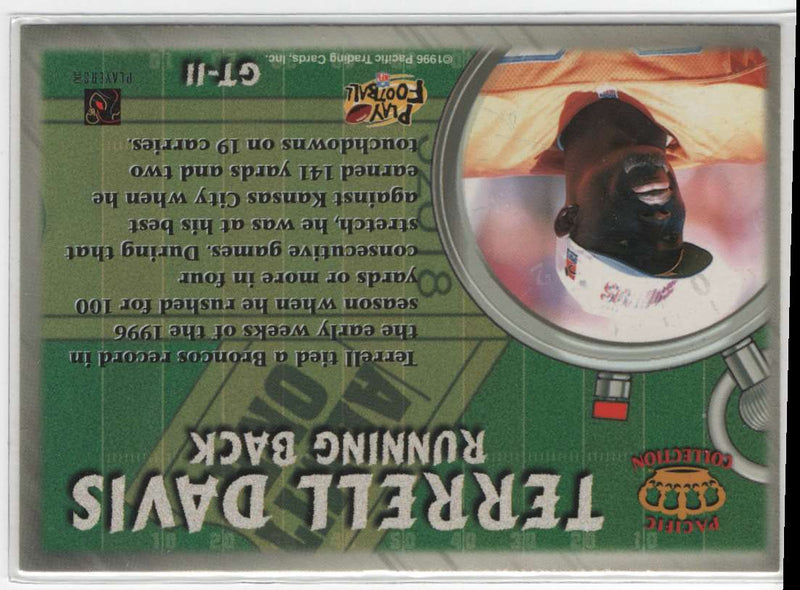 PACIFIC
COLLECTION
TERRELL DAVIS
RUNNING BACK
Terrell tied a Broncos record in
the early weeks of the 1996
season when he rushed for 100
yards or more in four
consecutive games. During that
stretch, he was at his best
against Kansas City when he
earned 141 yards and two
touchdowns on 19 carries.
PLAY
FOOTBALL
NFL
PLAYERS
GT-11
©1996 Pacific Trading Cards, Inc.